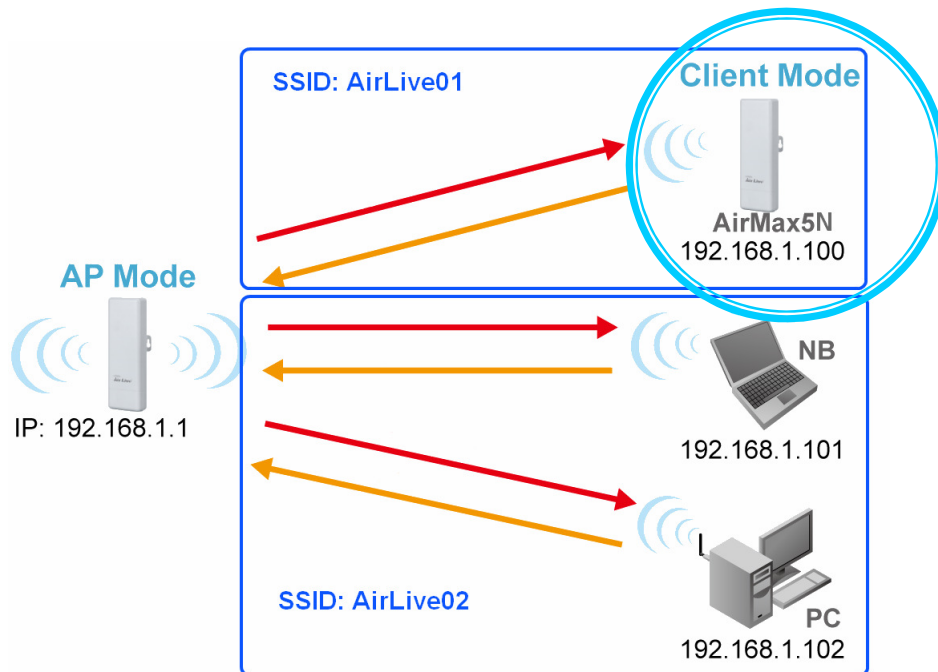 SSID: AirLive01
Client Mode
AirMax5N
192.168.1.100
AP Mode
IP: 192.168.1.1
NB
192.168.1.101
SSID: AirLive02
PC
192.168.1.102